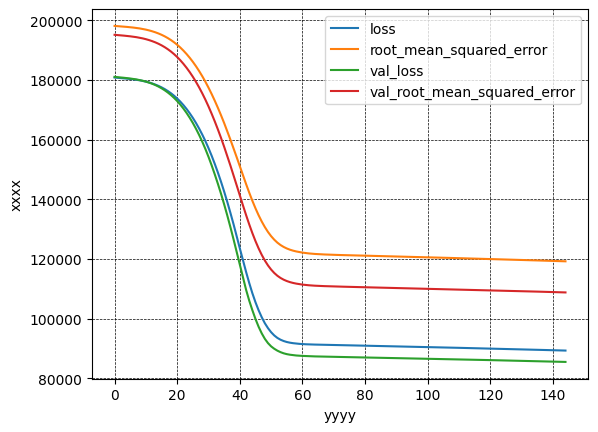 200000
180000
160000
140000
120000
100000
80000
xxxx
loss
root_mean_squared_error
val_loss
val_root_mean_squared_error
0 20 40 60 80 100 120 140
yyyy